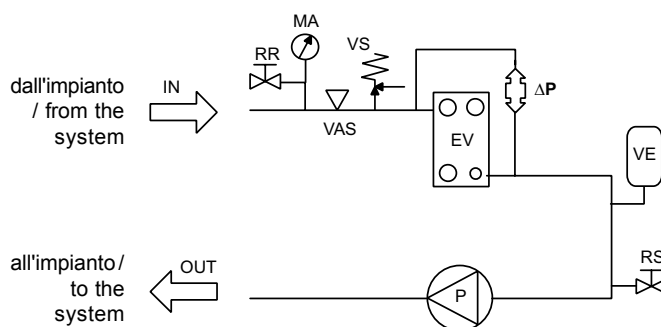 MA
VS
RR
dall'impianto
/ from the
system
IN
ΔP
VAS
EV
VE
all'impianto /
to the
system
OUT
P
RS